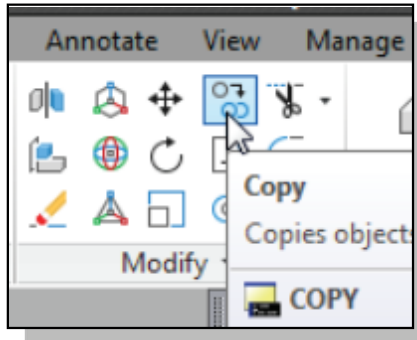 Annotate View Manage
Copy
Copies objects
Modify
COPY